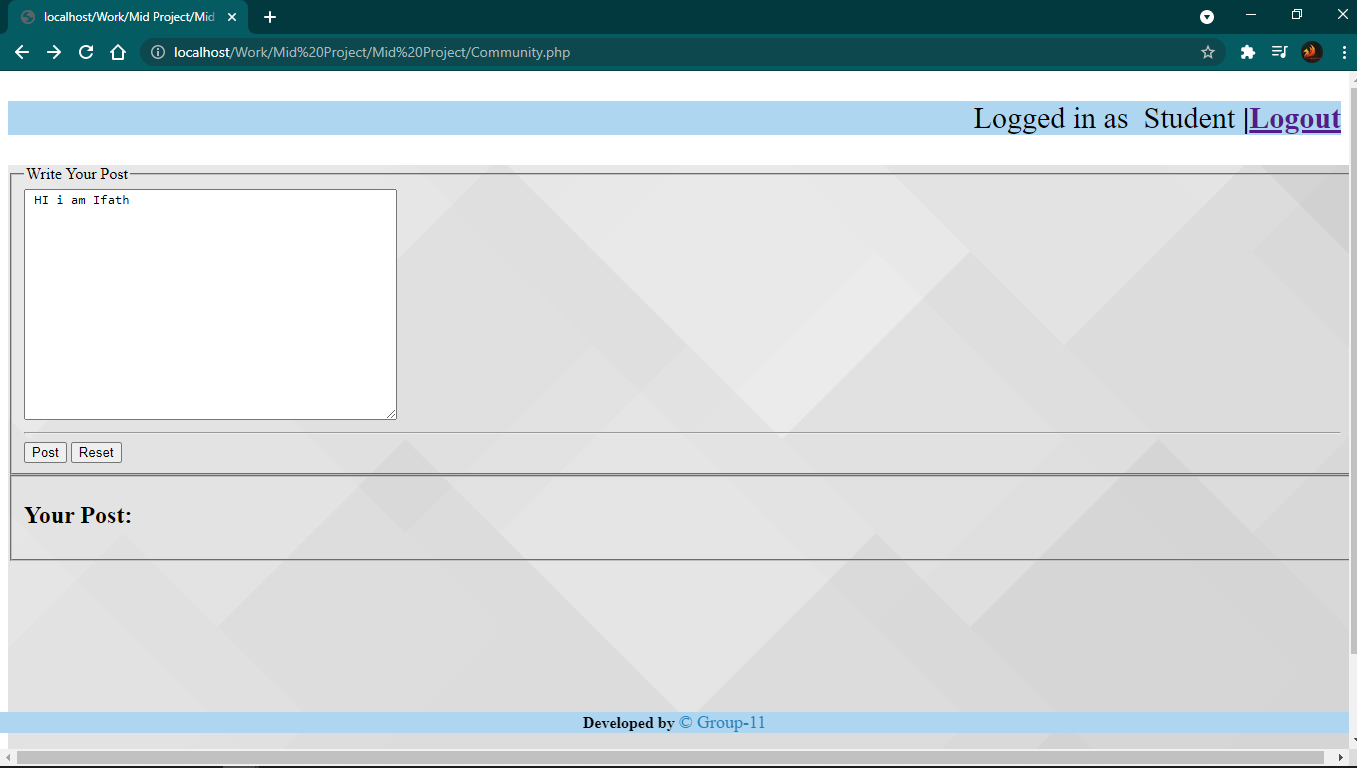 localhost/Work/Mid Project/Mid
localhost/Work/Mid%20Project/Mid%20Project/Community.php
Logged in as Student |Logout
Write Your Post
HI i am Ifath
Post Reset
Your Post:
Developed by © Group-11